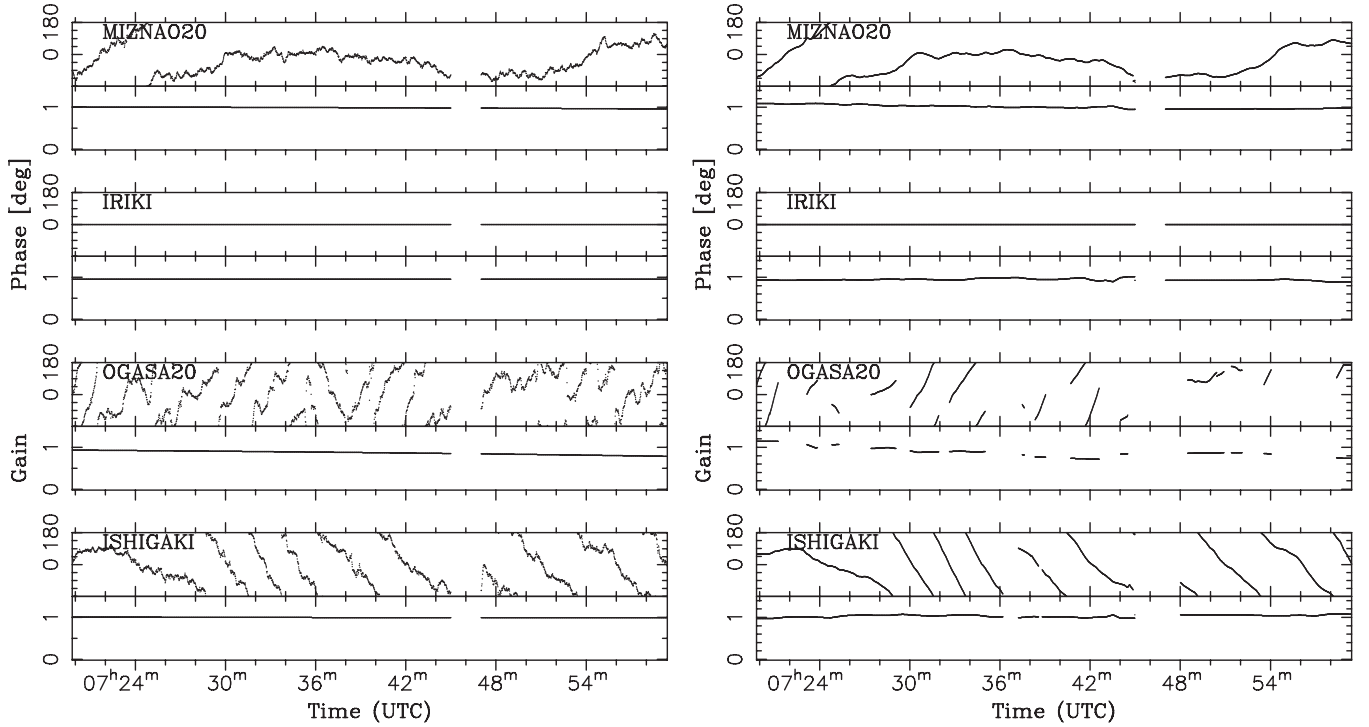 MIZNAO20
0 180
0 1
IRIKI
0 180
0 1
OGASA20
0 180
0 1
ISHIGAKI
0 180
0 1
Phase [deg]
Gain
07ʰ24ᵐ 30ᵐ 36ᵐ 42ᵐ 48ᵐ 54ᵐ
Time (UTC)
MIZNAO20
0 180
0 1
IRIKI
0 180
0 1
OGASA20
0 180
0 1
ISHIGAKI
0 180
0 1
Phase [deg]
Gain
07ʰ24ᵐ 30ᵐ 36ᵐ 42ᵐ 48ᵐ 54ᵐ
Time (UTC)